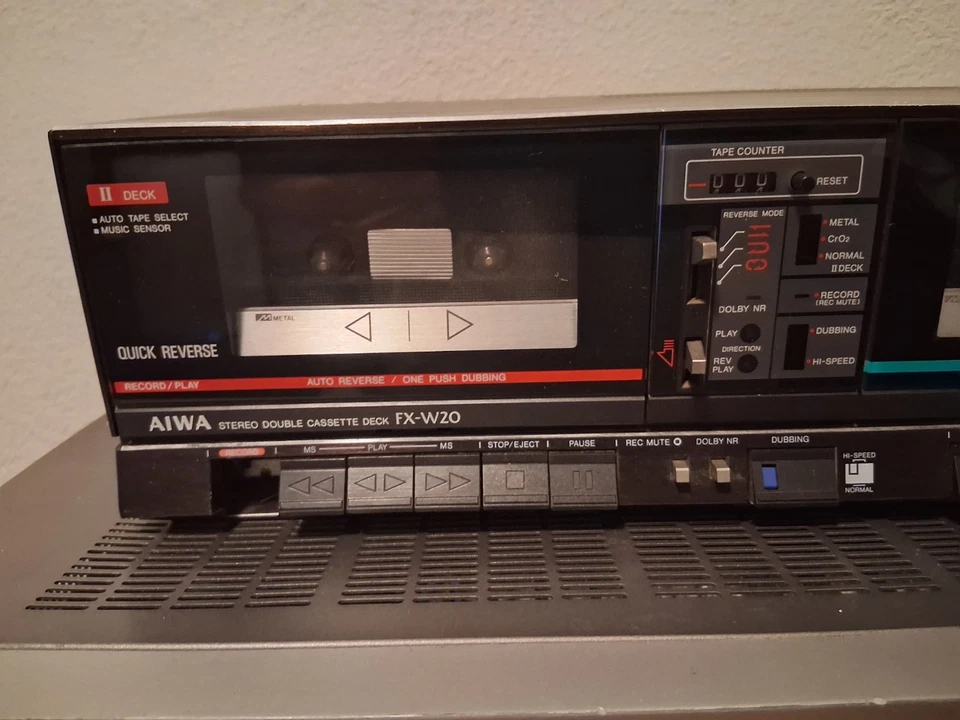 II DECK
AUTO TAPE SELECT
MUSIC SENSOR
METAL
QUICK REVERSE
RECORD/PLAY
AUTO REVERSE / ONE PUSH DUBBING
AIWA STEREO DOUBLE CASSETTE DECK FX-W20
TAPE COUNTER
000
RESET
REVERSE MODE
METAL
CrO2
NORMAL
II DECK
DOLBY NR
RECORD
(REC MUTE)
PLAY
DIRECTION
REV
PLAY
DUBBING
HI-SPEED
RECORD
MS PLAY MS
STOP/EJECT
PAUSE
REC MUTE
DOLBY NR
DUBBING
HI-SPEED
NORMAL